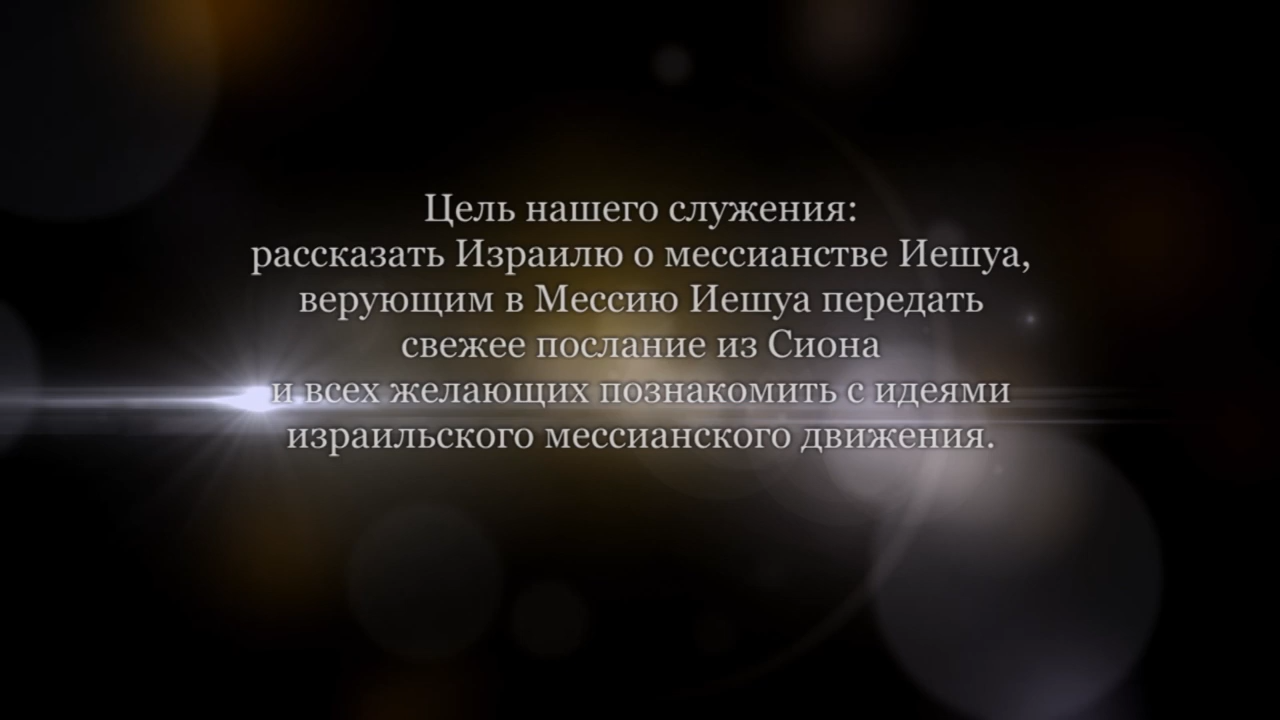 Цель нашего служения:
рассказать Израилю о мессианстве Иешуа,
верующим в Мессию Иешуа передать
свежее послание из Сиона
и всех желающих познакомить с идеями
израильского мессианского движения.